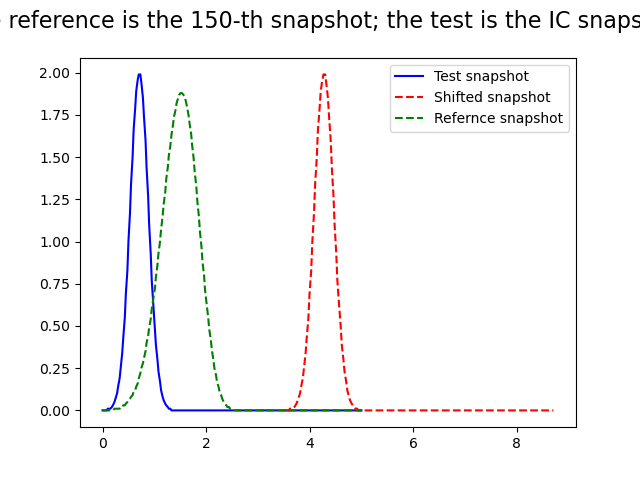 reference is the 150-th snapshot; the test is the IC snaps
Test snapshot
Shifted snapshot
Refernce snapshot
2.00
1.75
1.50
1.25
1.00
0.75
0.50
0.25
0.00
0 2 4 6 8